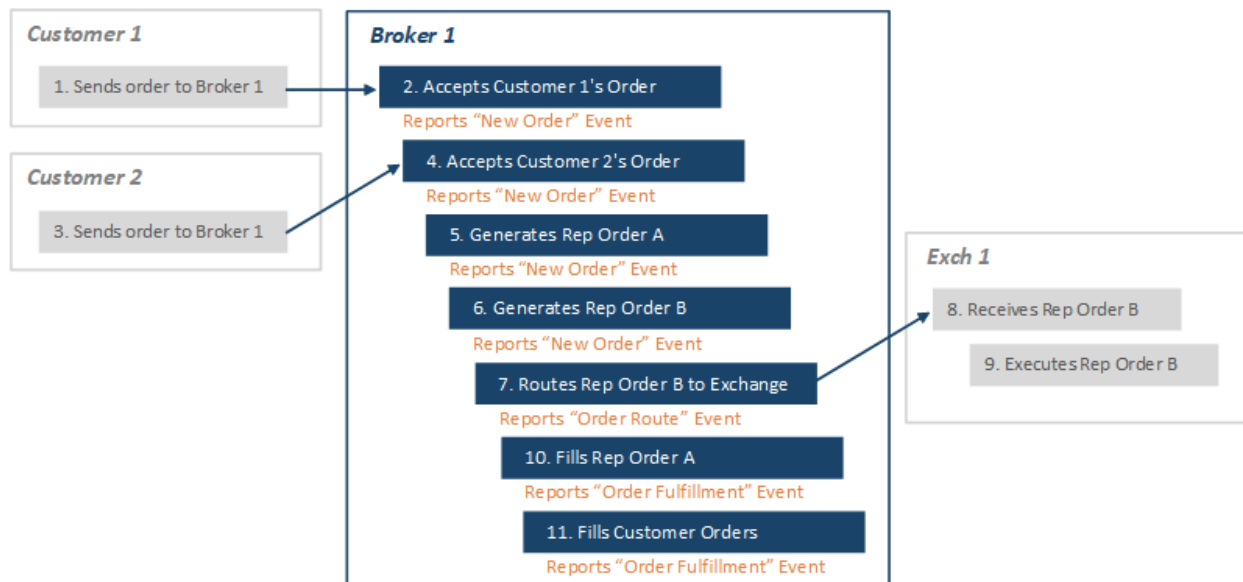 Customer 1
1. Sends order to Broker 1
Customer 2
3. Sends order to Broker 1
Broker 1
2. Accepts Customer 1's Order
Reports “New Order” Event
4. Accepts Customer 2's Order
Reports “New Order” Event
5. Generates Rep Order A
Reports “New Order” Event
6. Generates Rep Order B
Reports “New Order” Event
7. Routes Rep Order B to Exchange
Reports “Order Route” Event
10. Fills Rep Order A
Reports “Order Fulfillment” Event
11. Fills Customer Orders
Reports “Order Fulfillment” Event
Exch 1
8. Receives Rep Order B
9. Executes Rep Order B